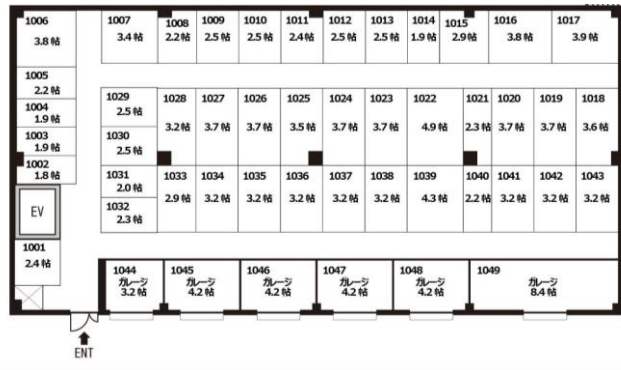 1006
3.8 帖
1007
3.4 帖
1008
2.2 帖
1009
2.5 帖
1010
2.5 帖
1011
2.4 帖
1012
2.5 帖
1013
2.5 帖
1014
1.9 帖
1015
2.9 帖
1016
3.8 帖
1017
3.9 帖
1005
2.2 帖
1004
1.9 帖
1003
1.9 帖
1002
1.8 帖
1029
2.5 帖
1030
2.5 帖
1028
3.2 帖
1027
3.7 帖
1026
3.7 帖
1025
3.5 帖
1024
3.7 帖
1023
3.7 帖
1022
4.9 帖
1021
2.3 帖
1020
3.7 帖
1019
3.7 帖
1018
3.6 帖
1031
2.0 帖
1032
2.3 帖
1033
2.9 帖
1034
3.2 帖
1035
3.2 帖
1036
3.2 帖
1037
3.2 帖
1038
3.2 帖
1039
4.3 帖
1040
2.2 帖
1041
3.2 帖
1042
3.2 帖
1043
3.2 帖
EV
1001
2.4 帖
1044
ガレージ
3.2 帖
1045
ガレージ
4.2 帖
1046
ガレージ
4.2 帖
1047
ガレージ
4.2 帖
1048
ガレージ
4.2 帖
1049
ガレージ
8.4 帖
ENT